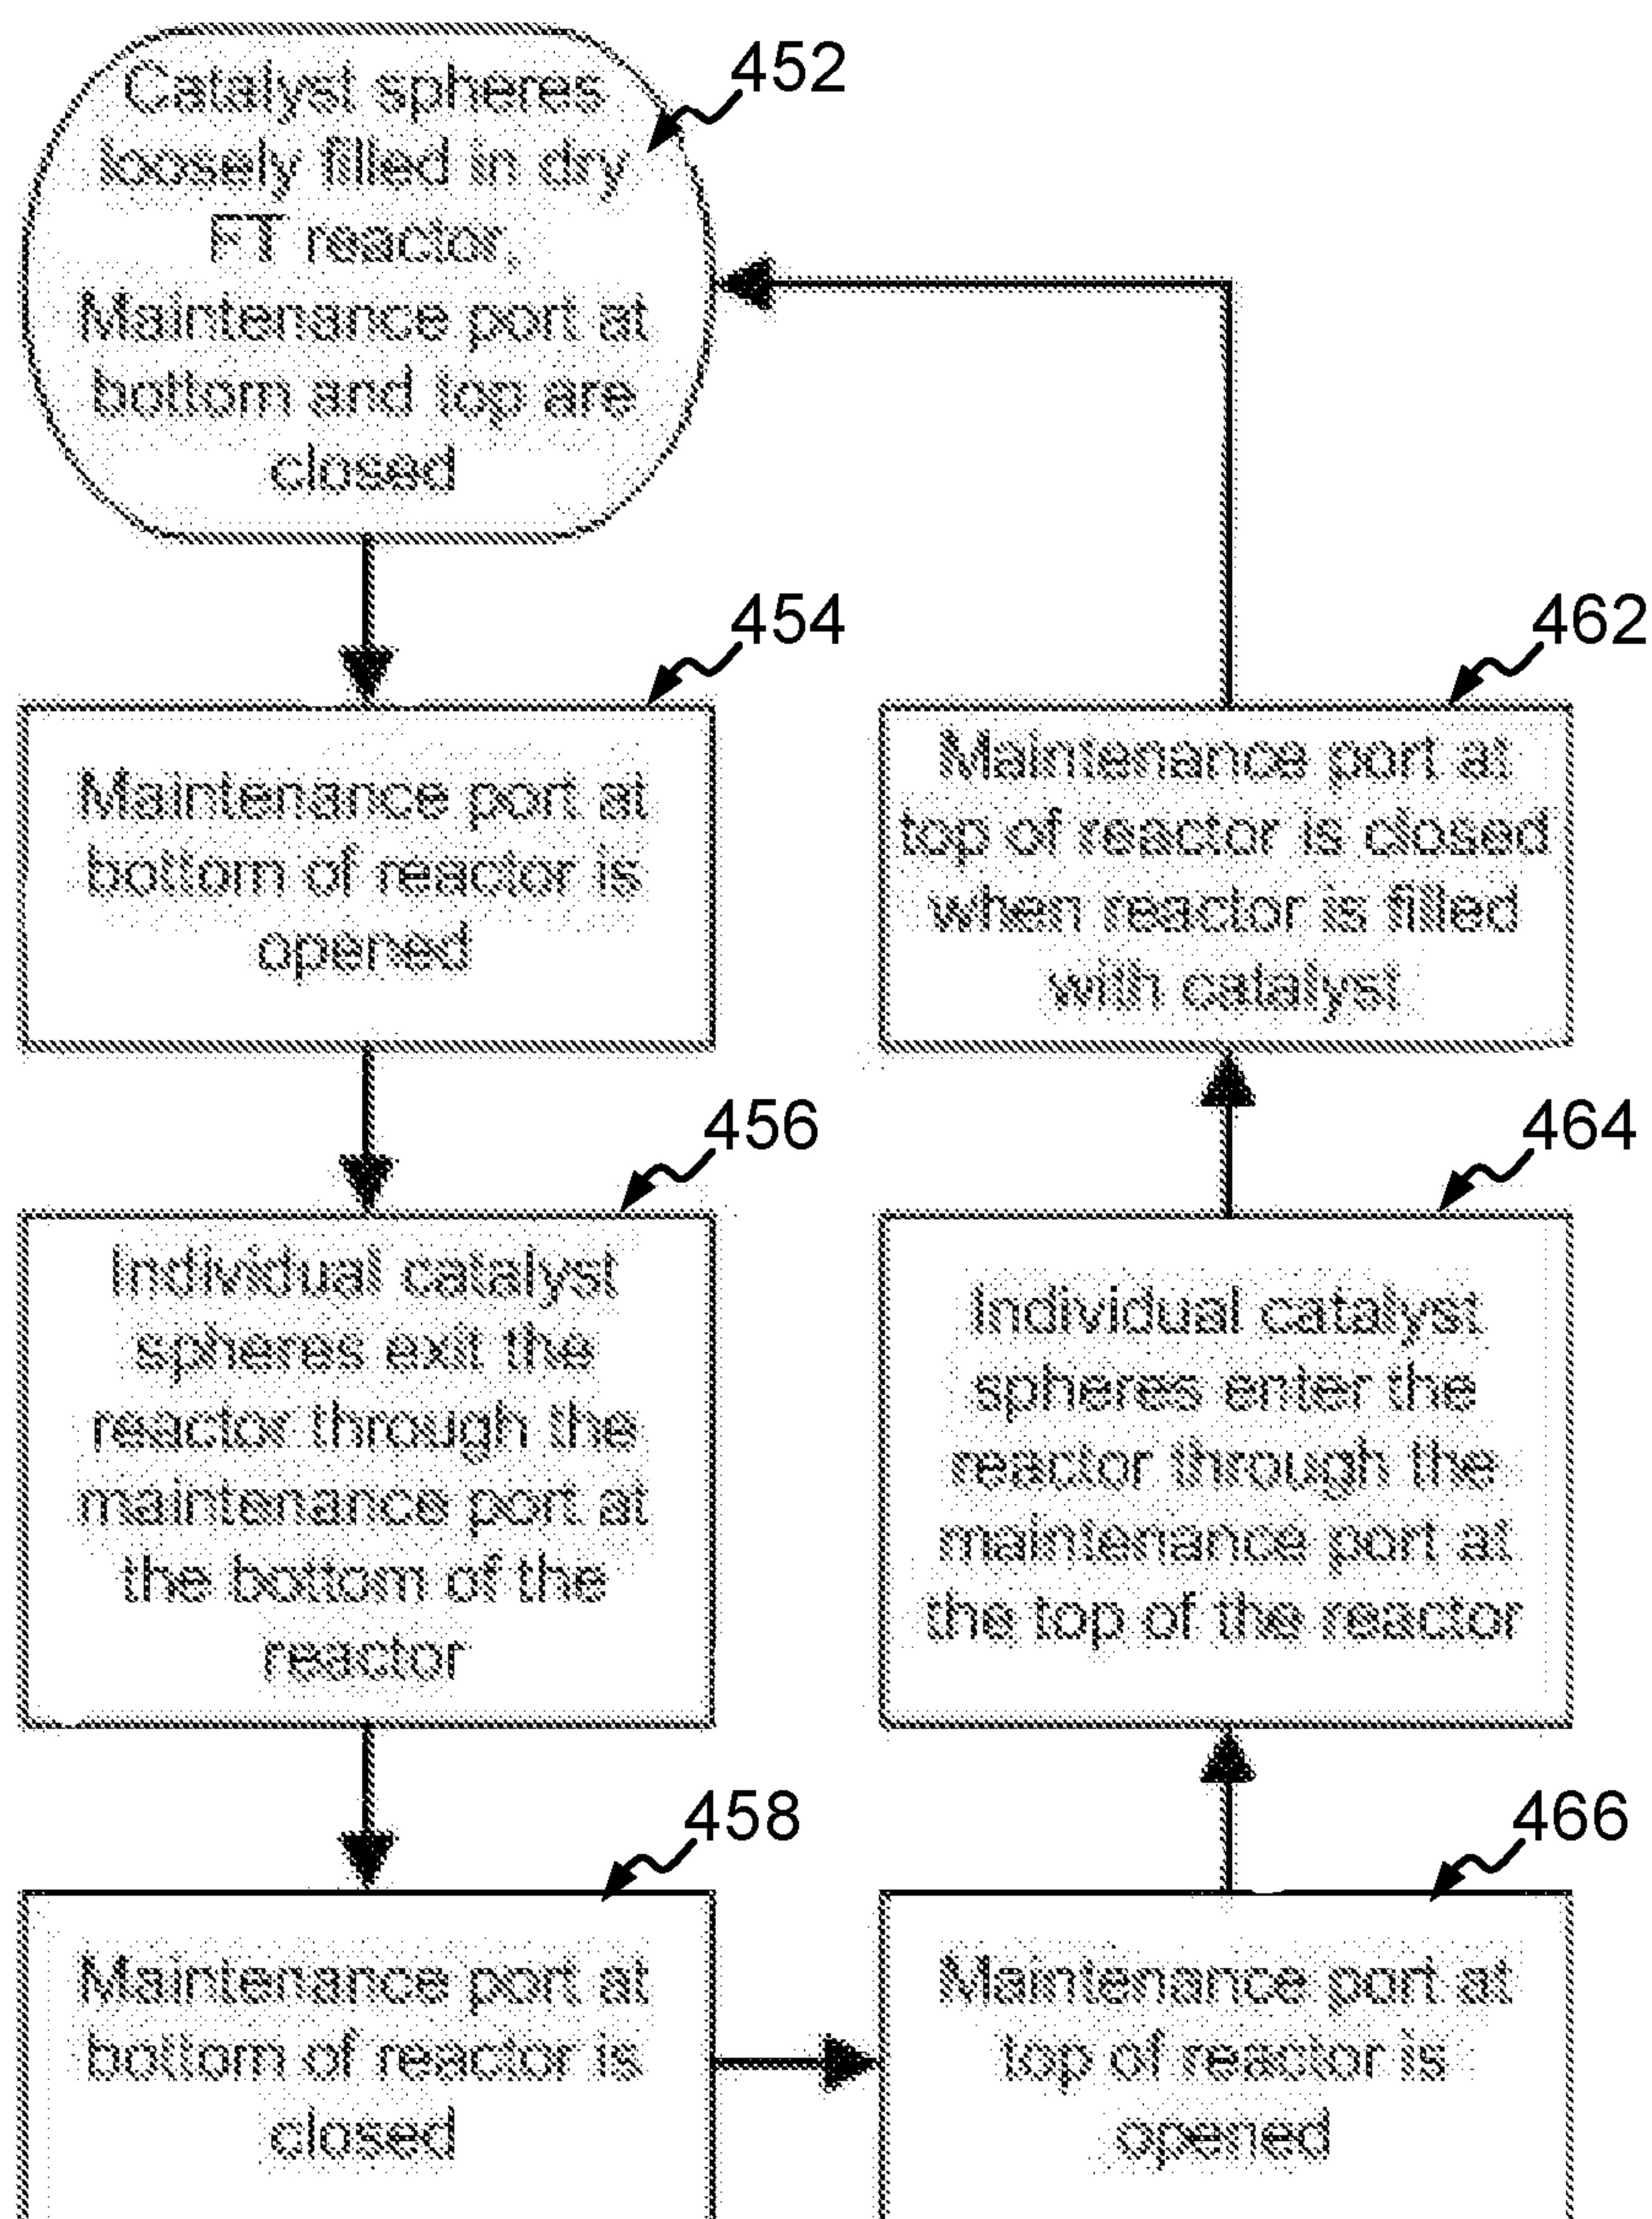 452
Catalyst spheres
loosely filled in dry
FT reactor,
Maintenance port at
bottom and top are
closed
454
Maintenance port at
bottom of reactor is
opened
456
Individual catalyst
spheres exit the
reactor through the
maintenance port at
the bottom of the
reactor
458
Maintenance port at
bottom of reactor is
closed
466
Maintenance port at
top of reactor is
opened
464
Individual catalyst
spheres enter the
reactor through the
maintenance port at
the top of the reactor
462
Maintenance port at
top of reactor is closed
when reactor is filled
with catalyst